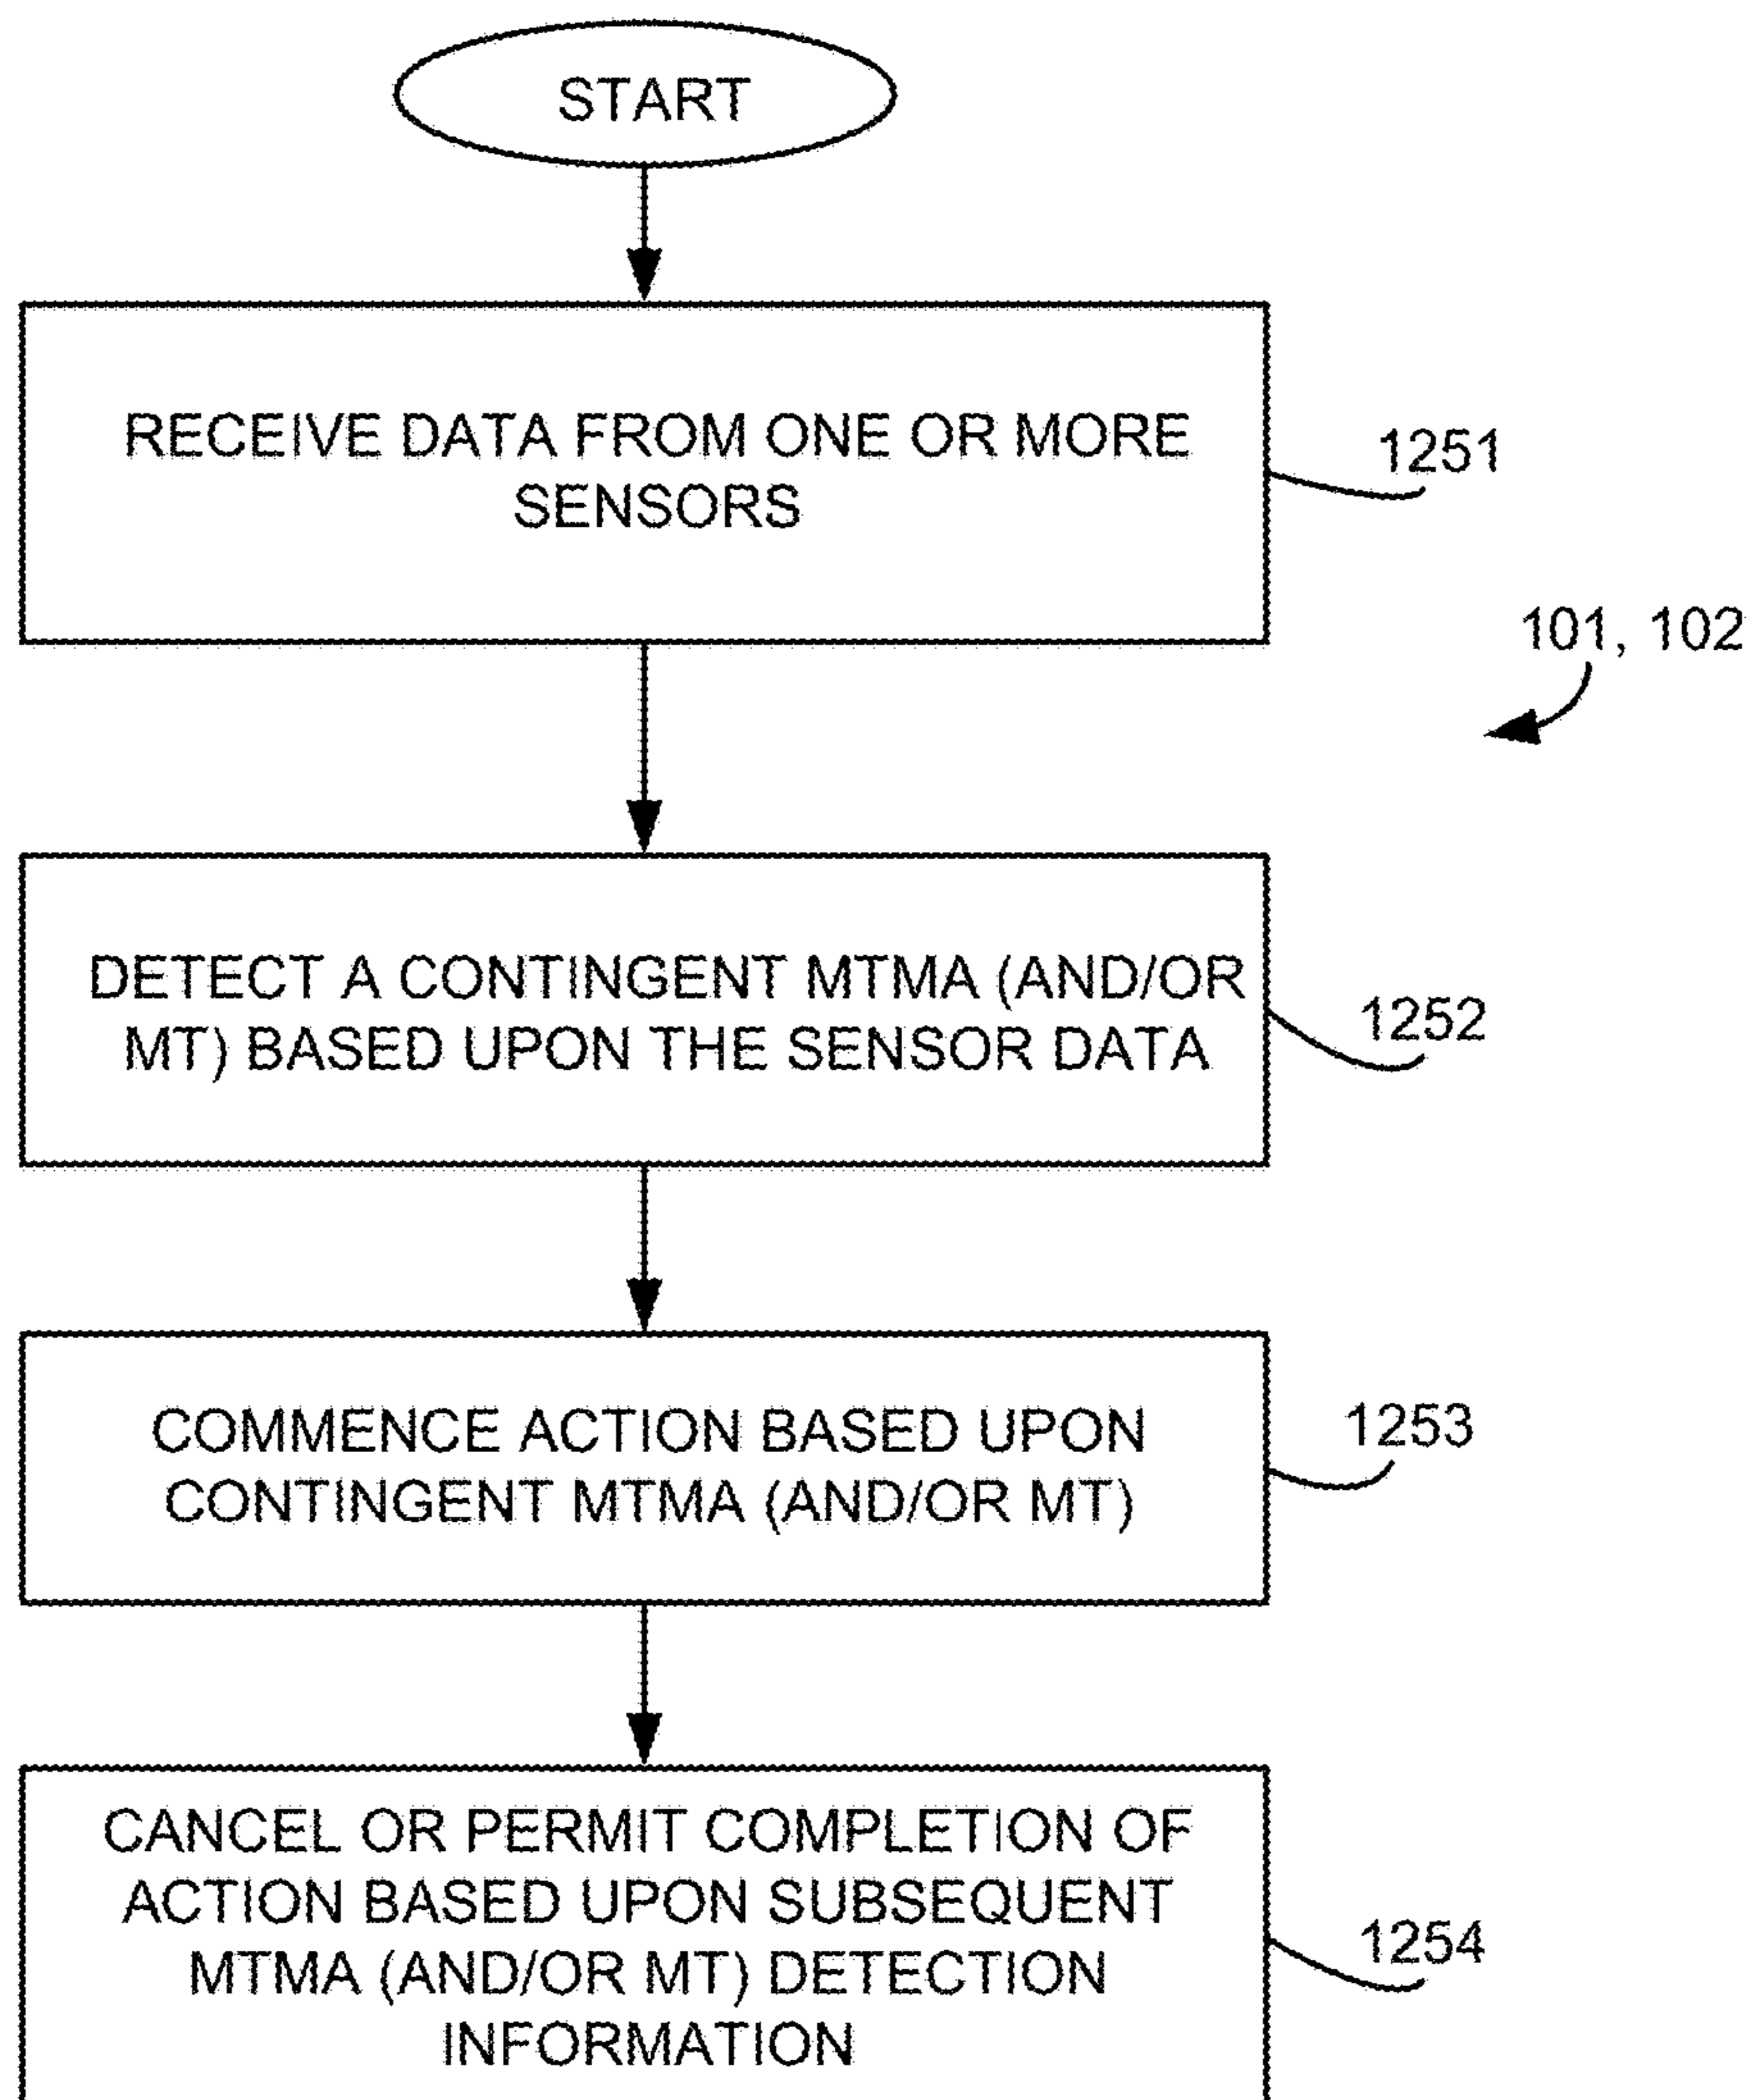 START
RECEIVE DATA FROM ONE OR MORE
SENSORS
1251
101, 102
DETECT A CONTINGENT MTMA (AND/OR
MT) BASED UPON THE SENSOR DATA
1252
COMMENCE ACTION BASED UPON
CONTINGENT MTMA (AND/OR MT)
1253
CANCEL OR PERMIT COMPLETION OF
ACTION BASED UPON SUBSEQUENT
MTMA (AND/OR MT) DETECTION
INFORMATION
1254